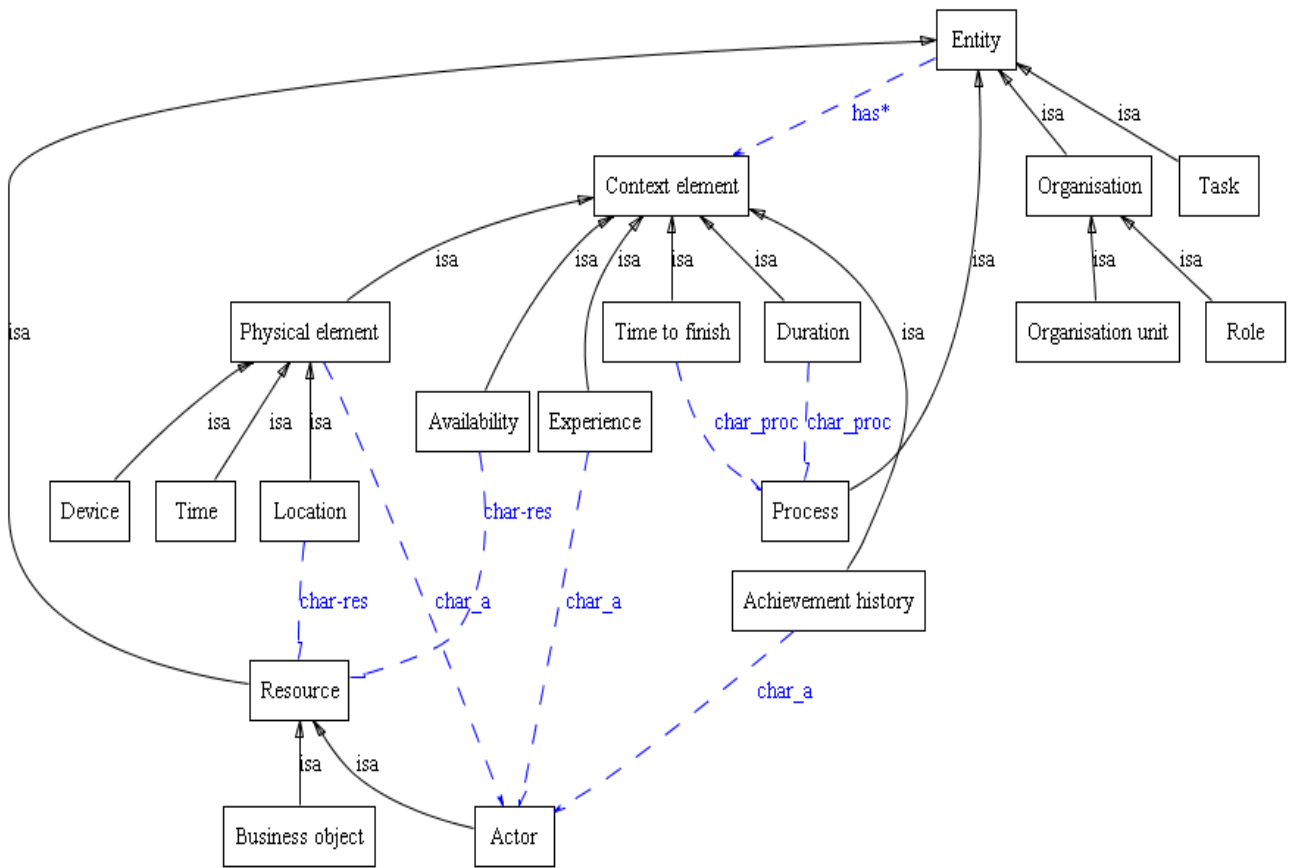 Entity
has*
isa
isa
Context element
Organisation
Task
isa
isa
isa
isa
isa
isa
isa
isa
isa
isa
Physical element
Time to finish
Duration
Organisation unit
Role
isa
isa
isa
isa
Availability
Experience
char_proc
char_proc
Device
Time
Location
char-res
Process
char-res
char_a
char_a
Achievement history
Resource
char_a
isa
isa
Business object
Actor